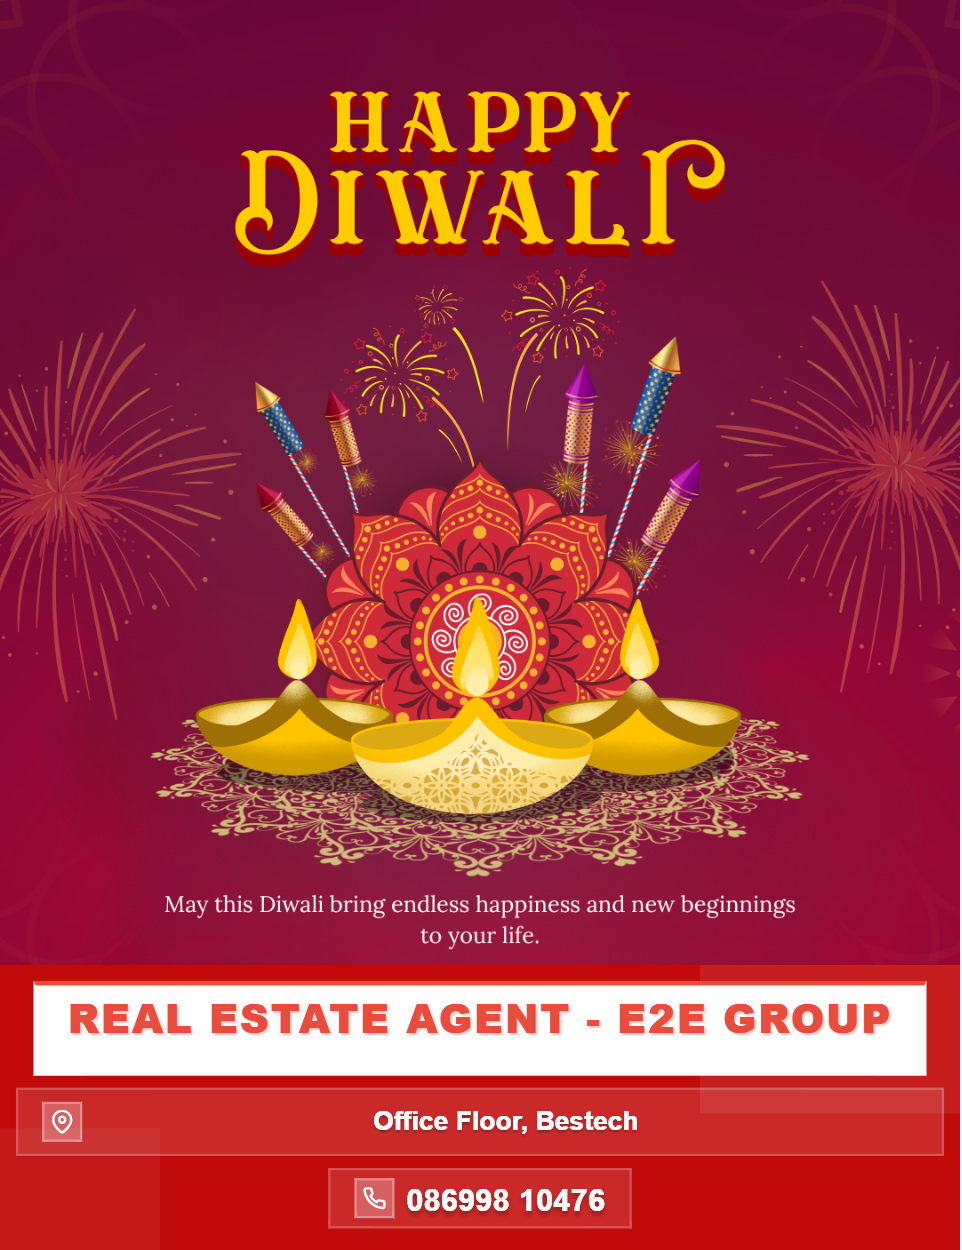 HAPPY
DIWALI
May this Diwali bring endless happiness and new beginnings
to your life.
REAL ESTATE AGENT - E2E GROUP
Office Floor, Bestech
086998 10476